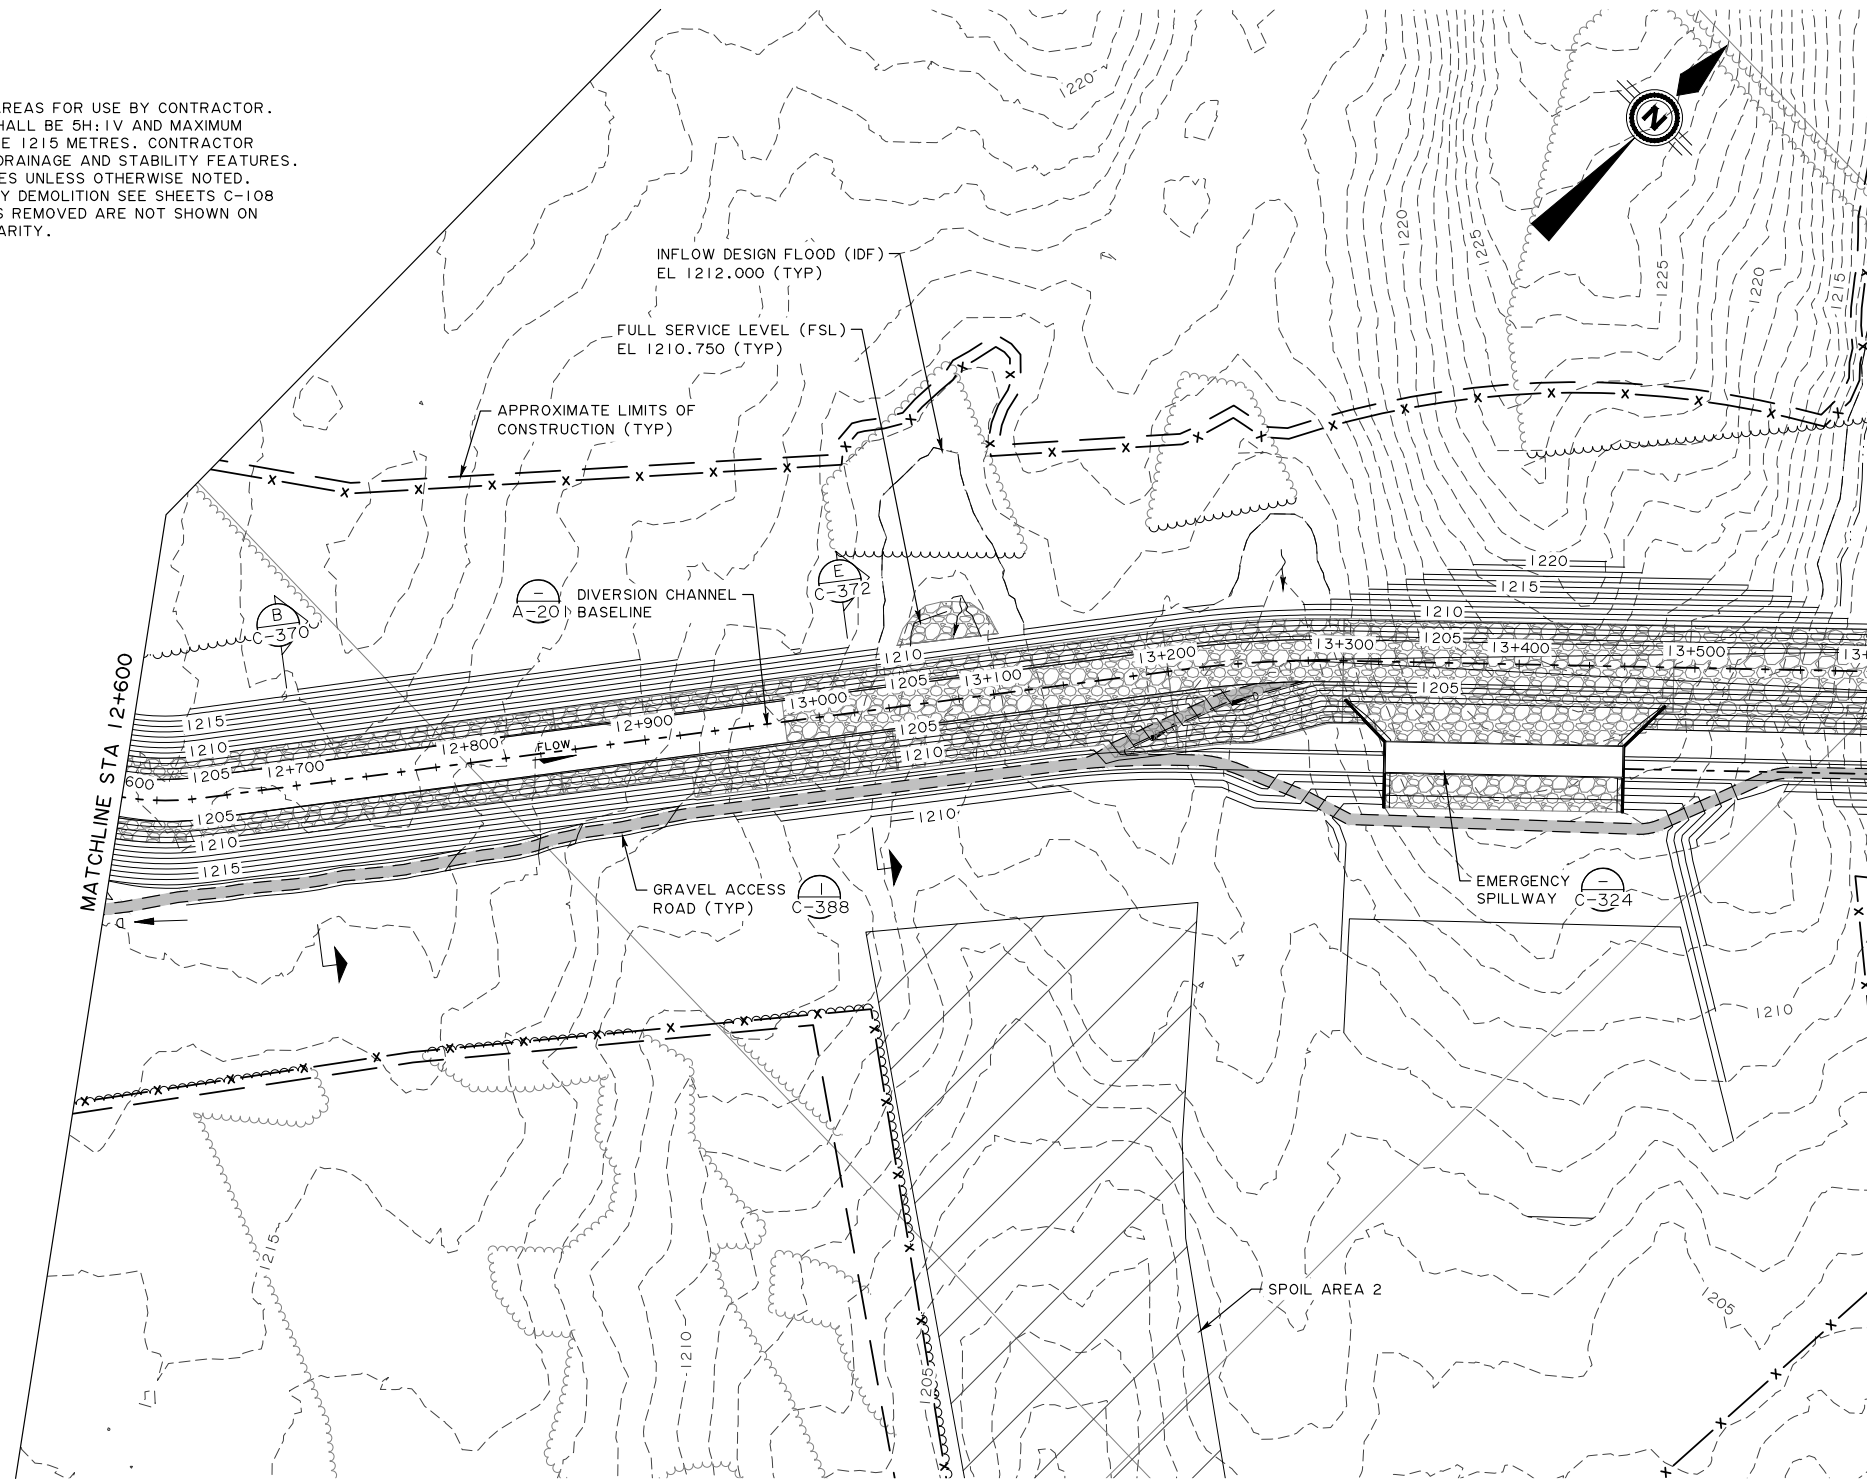 REAS FOR USE BY CONTRACTOR.
HALL BE 5H:1V AND MAXIMUM
E 1215 METRES. CONTRACTOR
DRAINAGE AND STABILITY FEATURES.
ES UNLESS OTHERWISE NOTED.
Y DEMOLITION SEE SHEETS C-108
S REMOVED ARE NOT SHOWN ON
ARITY.
1220
N
1220
1225
1225
1220
1215
INFLOW DESIGN FLOOD (IDF)
EL 1212.000 (TYP)
FULL SERVICE LEVEL (FSL)
EL 1210.750 (TYP)
APPROXIMATE LIMITS OF
CONSTRUCTION (TYP)
B
C-370
-
A-201
DIVERSION CHANNEL
BASELINE
E
C-372
1220
1215
1210
1205
1205
13+300
13+400
13+500
13+
1210
1205
13+000
13+100
13+200
1205
1210
1210
MATCHLINE STA 12+600
1215
1210
1205
600
12+700
12+800
FLOW
12+900
1205
1210
1215
GRAVEL ACCESS
ROAD (TYP)
1
C-388
EMERGENCY
SPILLWAY
-
C-324
1210
1215
1210
1205
SPOIL AREA 2
1205